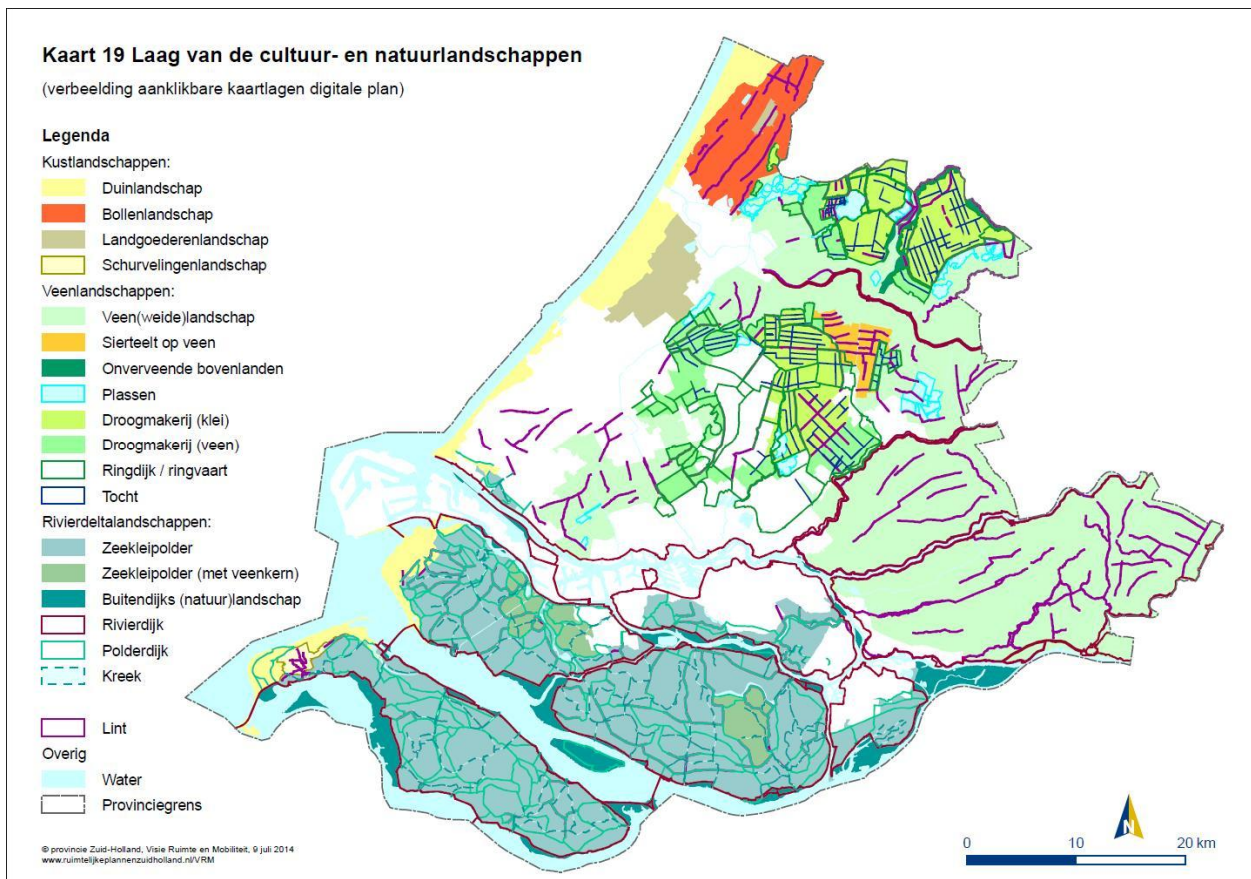 Kaart 19 Laag van de cultuur- en natuurlandschappen
(verbeelding aanklikbare kaartlagen digitale plan)
Legenda
Kustlandschappen:
Duinlandschap
Bollenlandschap
Landgoederenlandschap
Schurvelingenlandschap
Veenlandschappen:
Veen(weide)landschap
Sierteelt op veen
Onverveende bovenlanden
Plassen
Droogmakerij (klei)
Droogmakerij (veen)
Ringdijk / ringvaart
Tocht
Rivierdeltalandschappen:
Zeekleipolder
Zeekleipolder (met veenkern)
Buitendijks (natuur)landschap
Rivierdijk
Polderdijk
Kreek
Lint
Overig
Water
Provinciegrens
© provincie Zuid-Holland, Visie Ruimte en Mobiliteit, 9 juli 2014
www.ruimtelijkeplannenzuidholland.nl/VRM
N
0 10 20 km